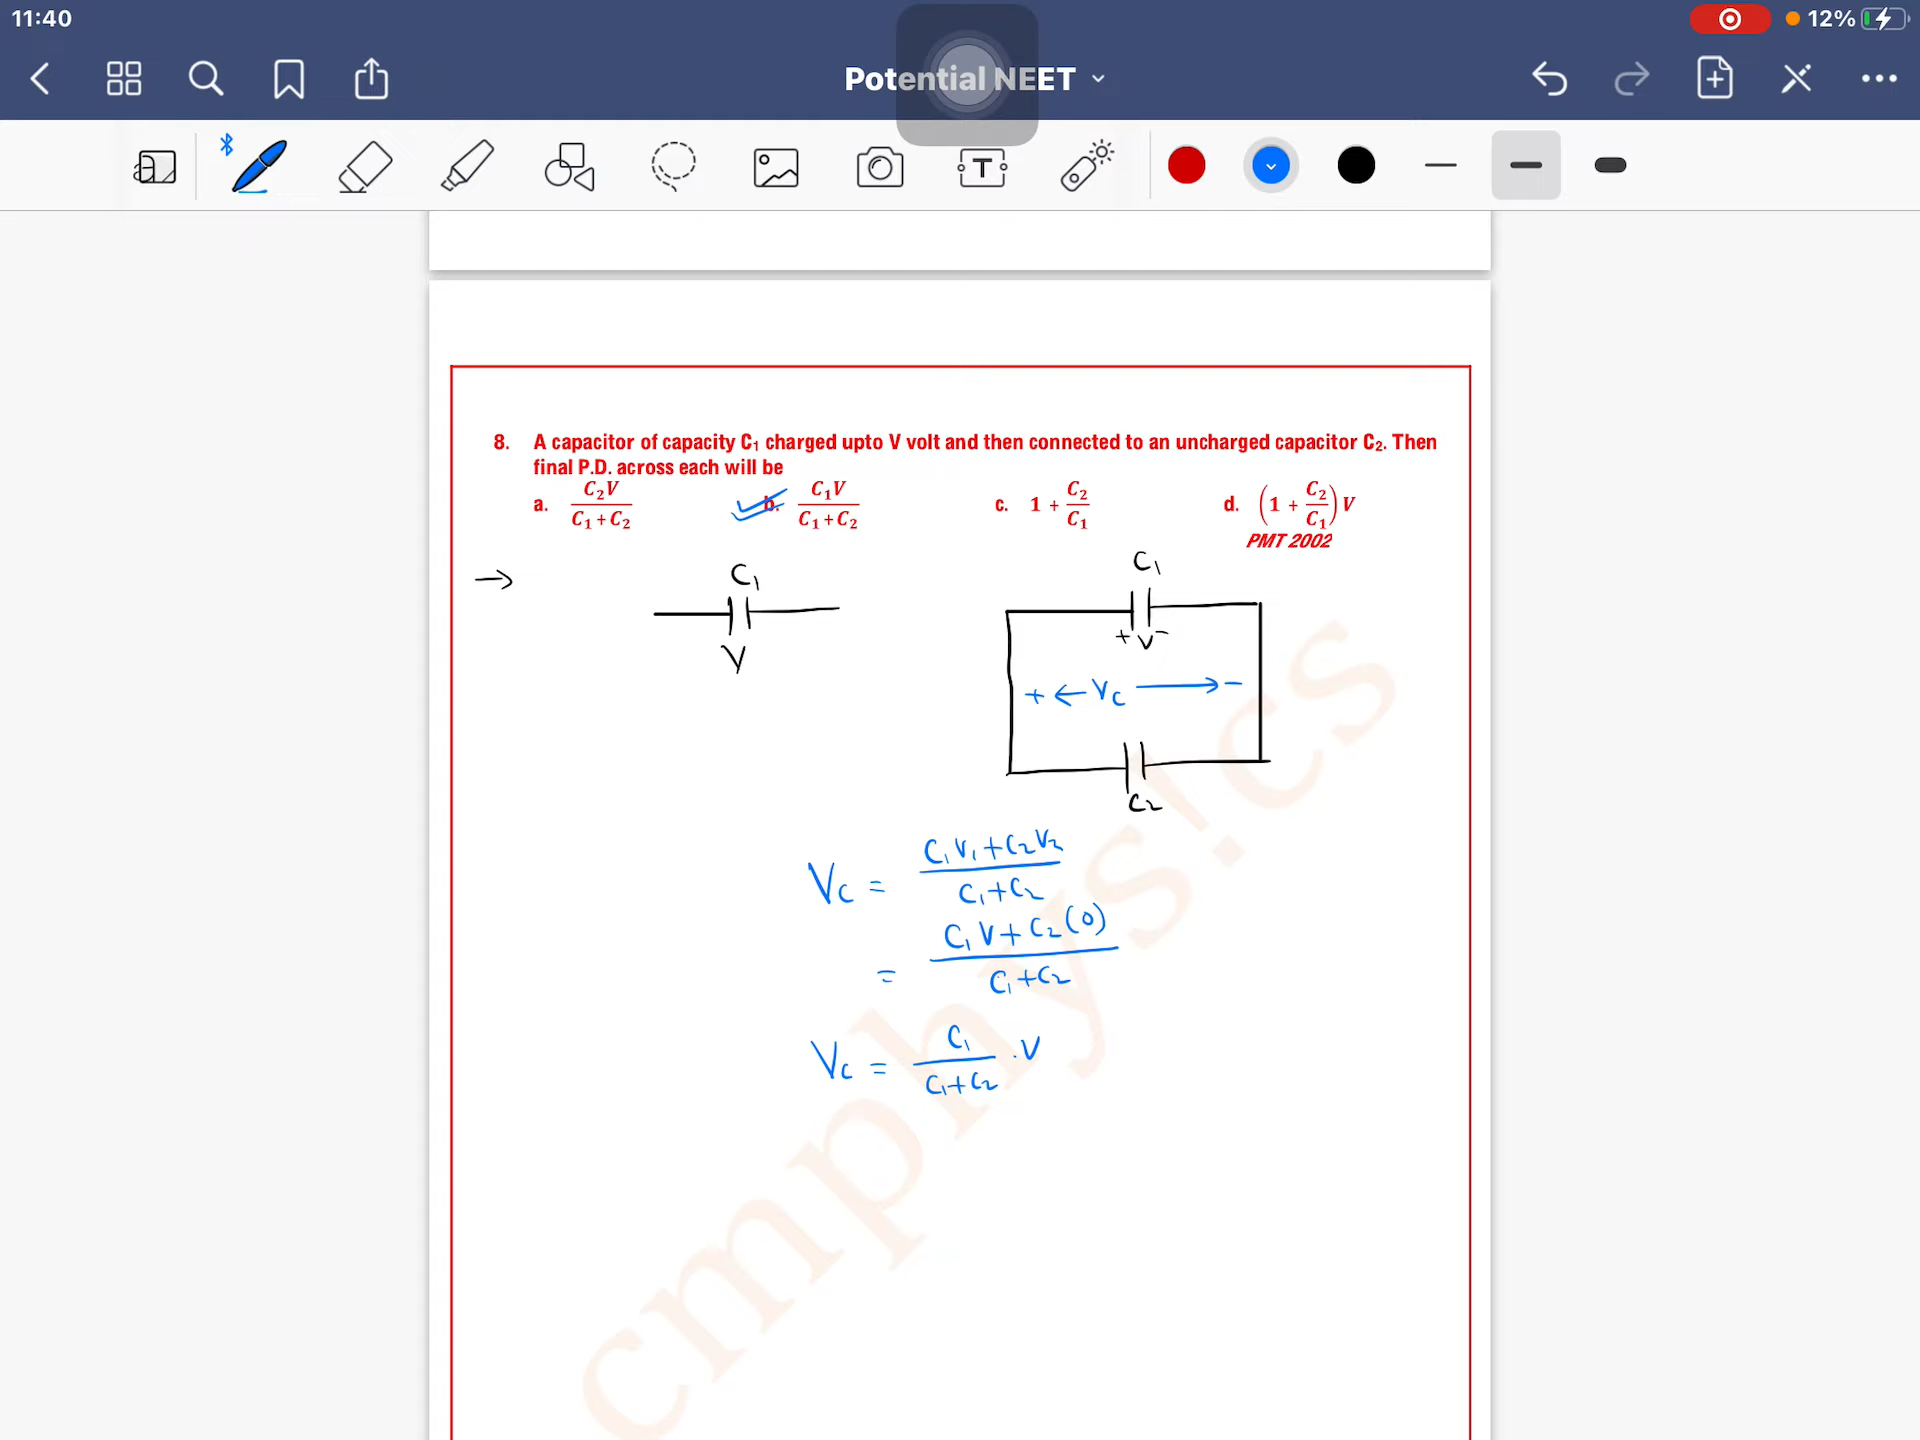 11:40
12%
Potential NEET
a
T
8. A capacitor of capacity C₁ charged upto V volt and then connected to an uncharged capacitor C₂. Then
final P.D. across each will be
a. C₂V / C₁ + C₂ b. C₁V / C₁ + C₂ c. 1 + C₂/C₁ d. (1 + C₂/C₁) V
PMT 2002
→ C₁ V
C₁
+ V −
+ ← Vc → −
C₂
Vc = C₁V₁ + C₂V₂ / C₁ + C₂
= C₁V + C₂(0) / C₁ + C₂
Vc = C₁ / C₁ + C₂ . V
cmphy!cs